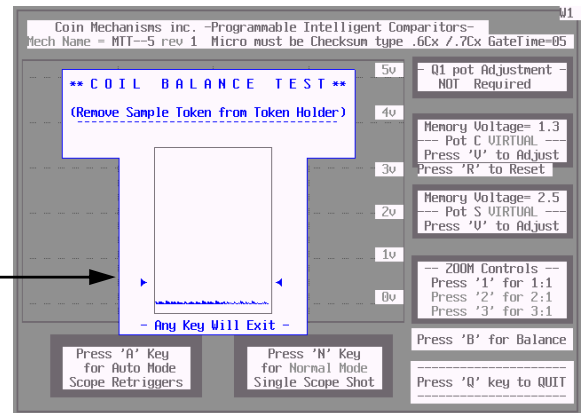 W1
Coin Mechanisms inc. -Programmable Intelligent Comparitors-
Mech Name = MTT--5 rev 1 Micro must be Checksum type .6Cx /.7Cx GateTime=05
** C O I L B A L A N C E T E S T **
(Remove Sample Token from Token Holder)
- Any Key Will Exit -
5v
4v
3v
2v
1v
0v
- Q1 pot Adjustment -
NOT Required
Memory Voltage= 1.3
--- Pot C VIRTUAL ---
Press 'V' to Adjust
Press 'R' to Reset
Memory Voltage= 2.5
--- Pot S VIRTUAL ---
Press 'U' to Adjust
-- ZOOM Controls --
Press '1' for 1:1
Press '2' for 2:1
Press '3' for 3:1
Press 'B' for Balance
Press 'Q' key to QUIT
Press 'A' Key
for Auto Mode
Scope Retriggers
Press 'N' Key
for Normal Mode
Single Scope Shot